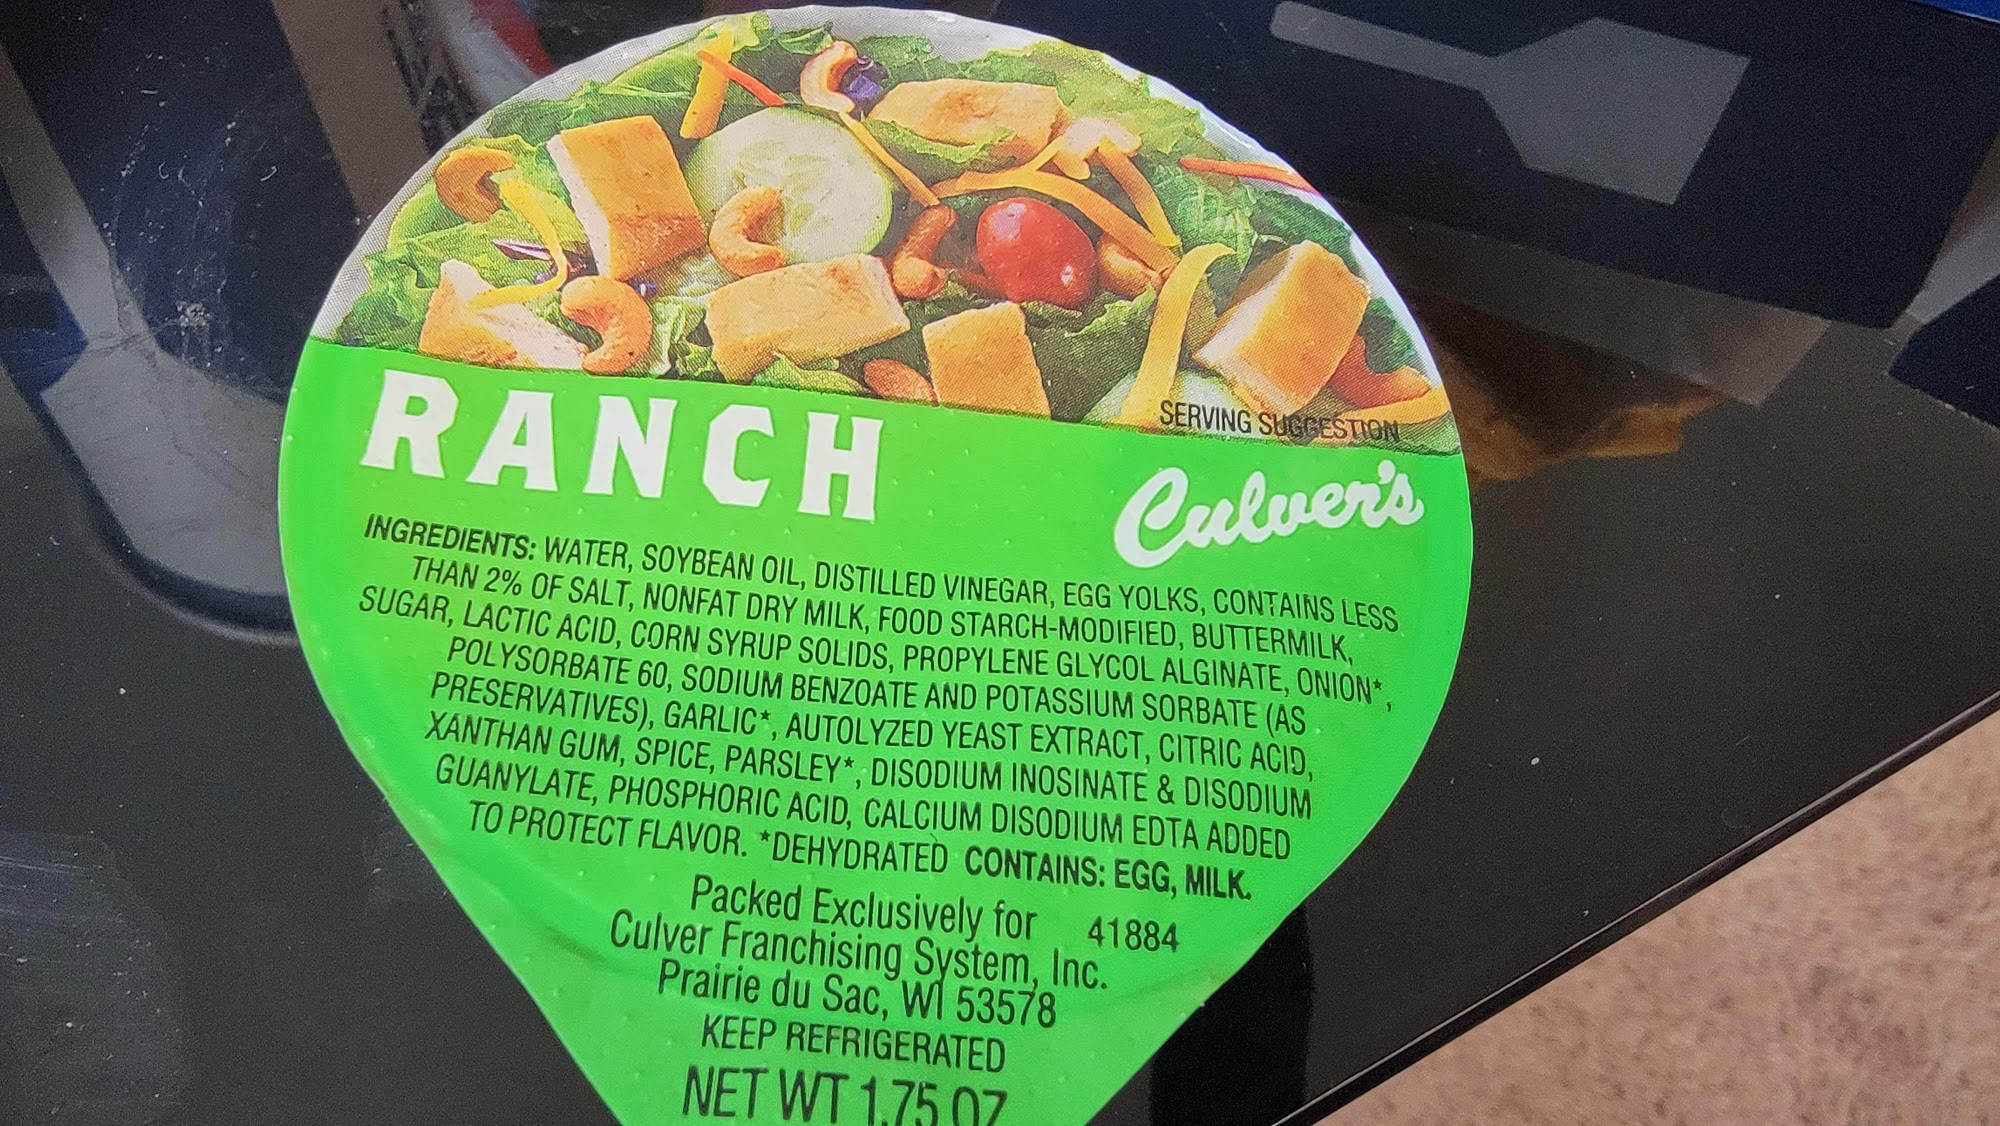 SERVING SUGGESTION
RANCH
Culver's
INGREDIENTS: WATER, SOYBEAN OIL, DISTILLED VINEGAR, EGG YOLKS, CONTAINS LESS
THAN 2% OF SALT, NONFAT DRY MILK, FOOD STARCH-MODIFIED, BUTTERMILK,
SUGAR, LACTIC ACID, CORN SYRUP SOLIDS, PROPYLENE GLYCOL ALGINATE, ONION*,
POLYSORBATE 60, SODIUM BENZOATE AND POTASSIUM SORBATE (AS
PRESERVATIVES), GARLIC*, AUTOLYZED YEAST EXTRACT, CITRIC ACID,
XANTHAN GUM, SPICE, PARSLEY*, DISODIUM INOSINATE & DISODIUM
GUANYLATE, PHOSPHORIC ACID, CALCIUM DISODIUM EDTA ADDED
TO PROTECT FLAVOR. *DEHYDRATED CONTAINS: EGG, MILK.
Packed Exclusively for 41884
Culver Franchising System, Inc.
Prairie du Sac, WI 53578
KEEP REFRIGERATED
NET WT 1.75 OZ